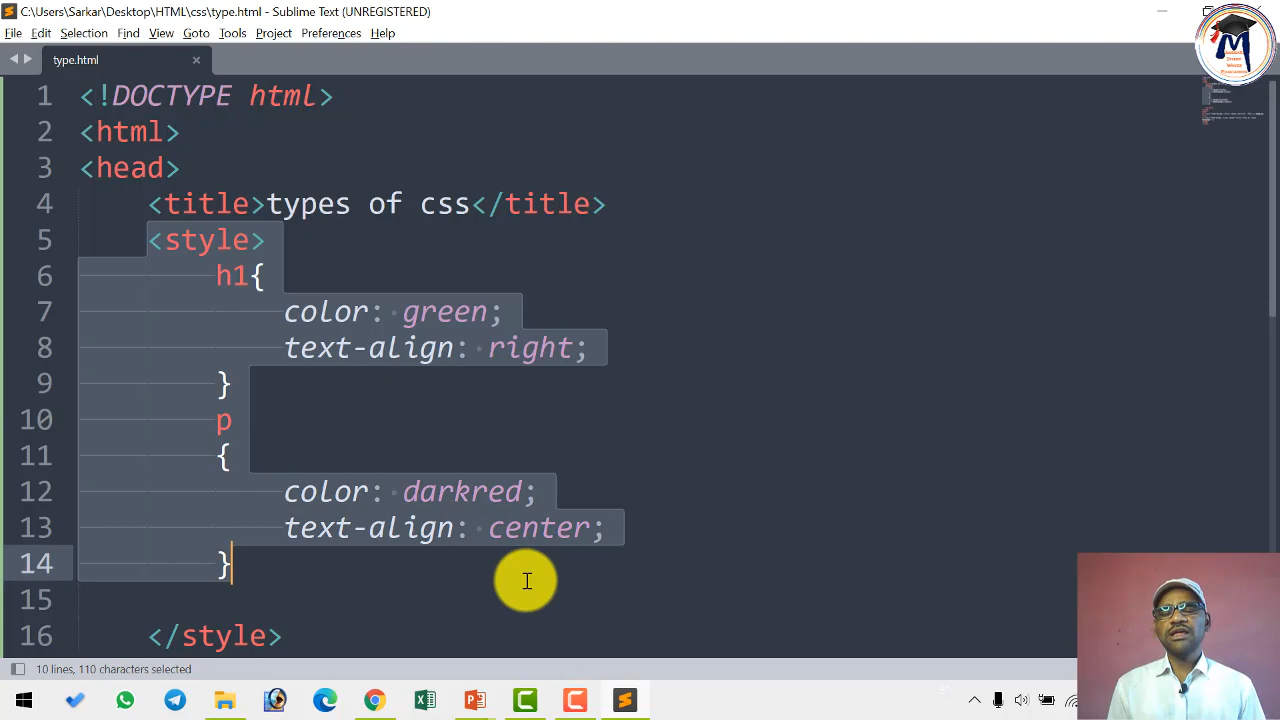 C:\Users\Sarkar\Desktop\HTML\css\type.html - Sublime Text (UNREGISTERED)
File Edit Selection Find View Goto Tools Project Preferences Help
type.html
1 <!DOCTYPE html>
2 <html>
3 <head>
4 <title>types of css</title>
5 <style>
6 h1{
7 color: green;
8 text-align: right;
9 }
10 p
11 {
12 color: darkred;
13 text-align: center;
14 }
15
16 </style>
10 lines, 110 characters selected